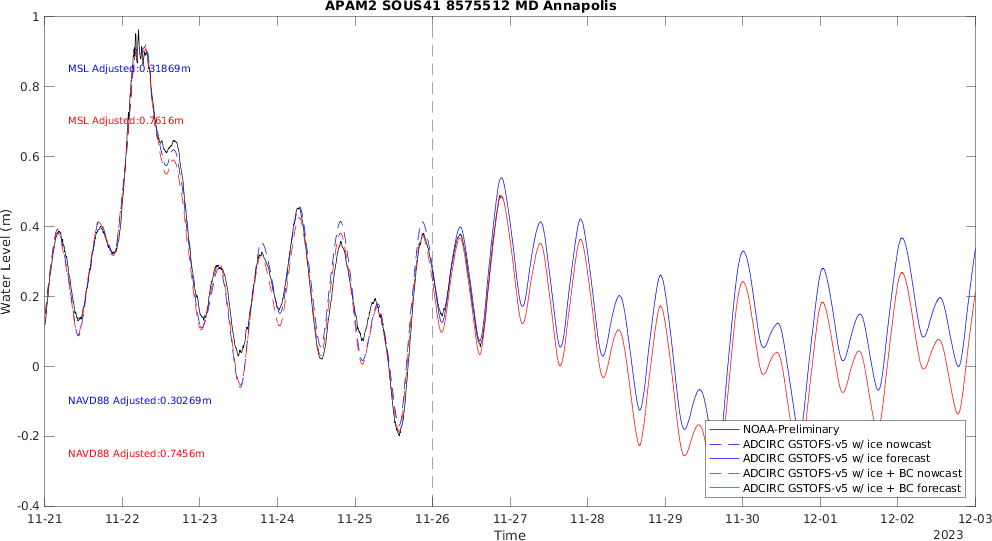 APAM2 SOUS41 8575512 MD Annapolis
1
0.8
0.6
0.4
0.2
0
-0.2
-0.4
Water Level (m)
MSL Adjusted:0.31869m
MSL Adjusted:0.7616m
NAVD88 Adjusted:0.30269m
NAVD88 Adjusted:0.7456m
NOAA-Preliminary
ADCIRC GSTOFS-v5 w/ ice nowcast
ADCIRC GSTOFS-v5 w/ ice forecast
ADCIRC GSTOFS-v5 w/ ice + BC nowcast
ADCIRC GSTOFS-v5 w/ ice + BC forecast
11-21 11-22 11-23 11-24 11-25 11-26 11-27 11-28 11-29 11-30 12-01 12-02 12-03
Time
2023